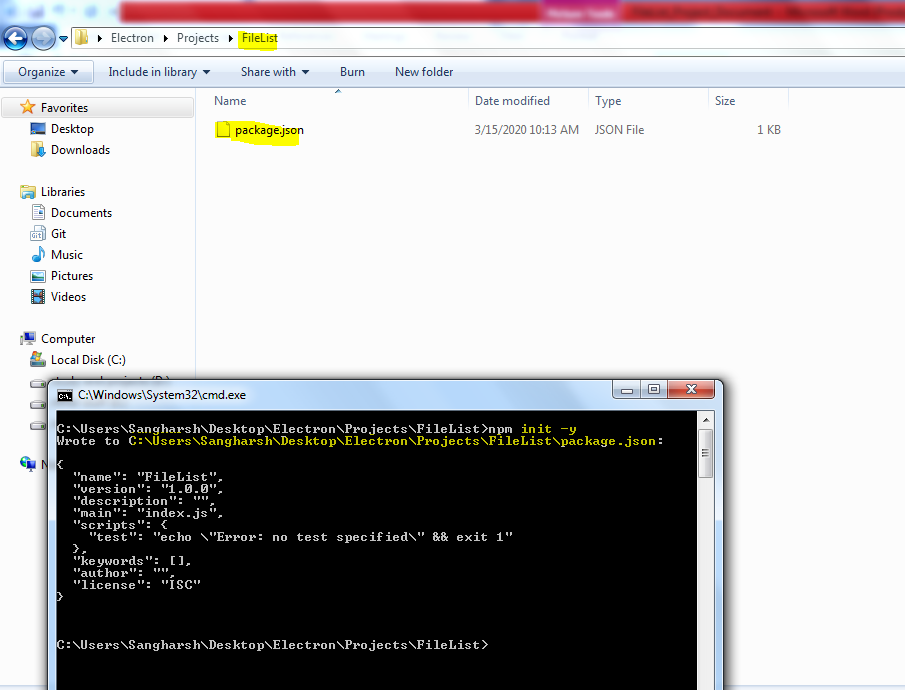 Electron ▸ Projects ▸ FileList
Organize Include in library Share with Burn New folder
Name Date modified Type Size
package.json 3/15/2020 10:13 AM JSON File 1 KB
Favorites
Desktop
Downloads
Libraries
Documents
Git
Music
Pictures
Videos
Computer
Local Disk (C:)
C:\Windows\System32\cmd.exe
C:\Users\Sangharsh\Desktop\Electron\Projects\FileList>npm init -y
Wrote to C:\Users\Sangharsh\Desktop\Electron\Projects\FileList\package.json:
{
"name": "FileList",
"version": "1.0.0",
"description": "",
"main": "index.js",
"scripts": {
"test": "echo \"Error: no test specified\" && exit 1"
},
"keywords": [],
"author": "",
"license": "ISC"
}
C:\Users\Sangharsh\Desktop\Electron\Projects\FileList>